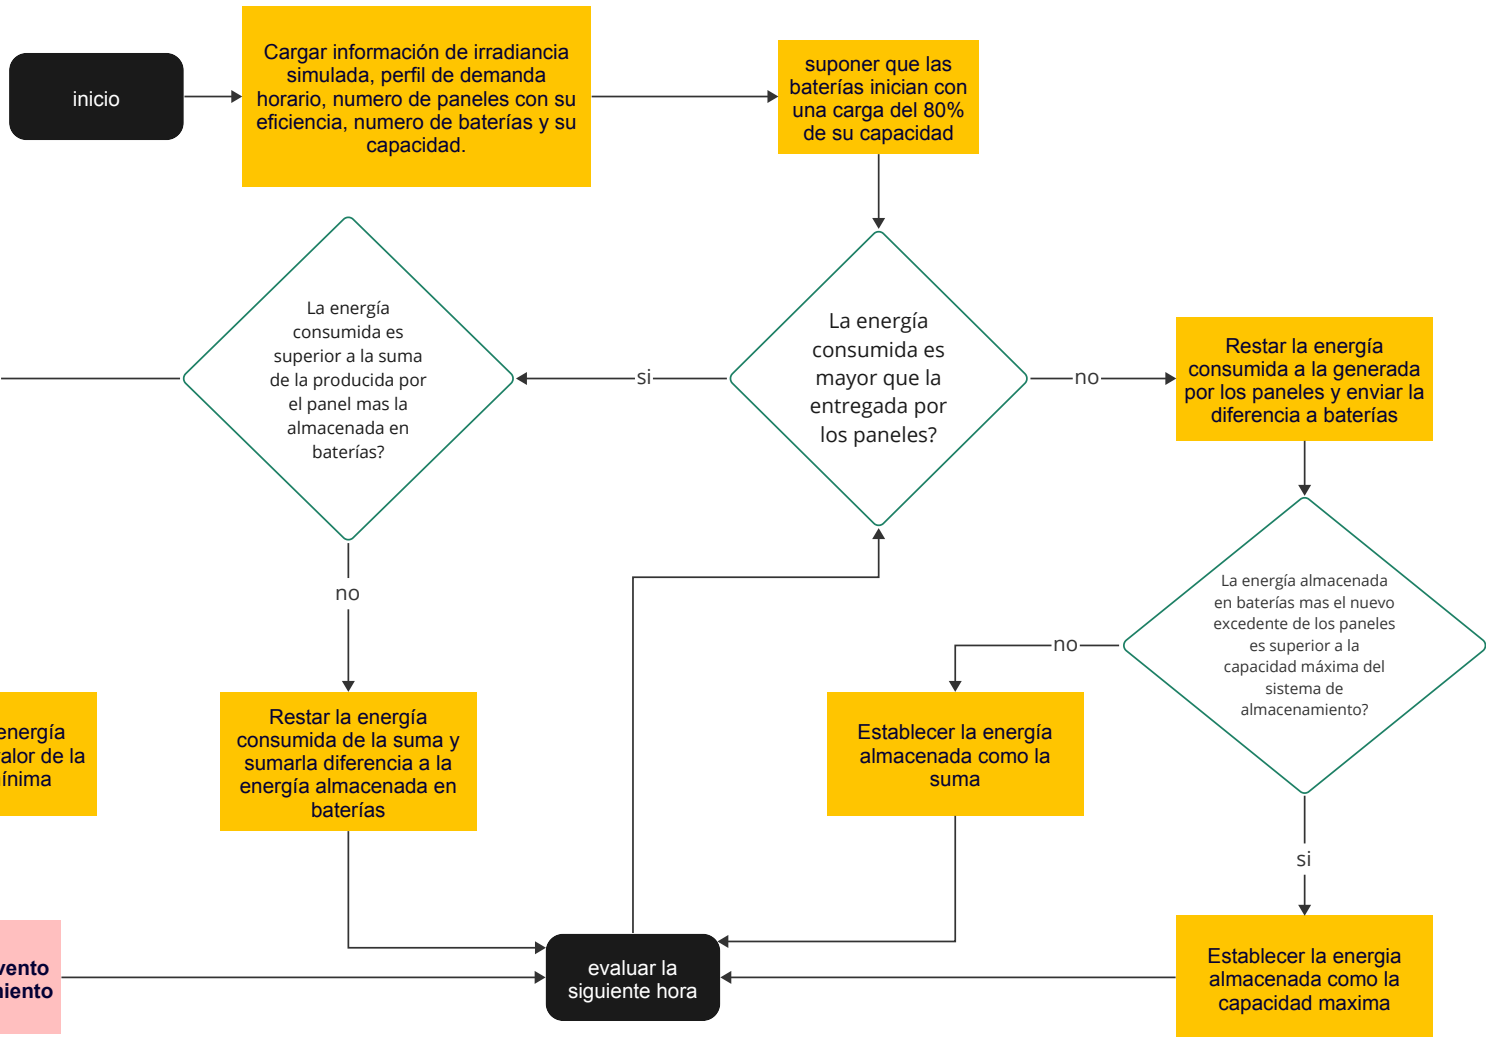 inicio
Cargar información de irradiancia
simulada, perfil de demanda
horario, numero de paneles con su
eficiencia, numero de baterías y su
capacidad.
suponer que las
baterías inician con
una carga del 80%
de su capacidad
La energía
consumida es
superior a la suma
de la producida por
el panel mas la
almacenada en
baterías?
si
La energía
consumida es
mayor que la
entregada por
los paneles?
no
Restar la energía
consumida a la generada
por los paneles y enviar la
diferencia a baterías
no
La energía almacenada
en baterías mas el nuevo
excedente de los paneles
es superior a la
capacidad máxima del
sistema de
almacenamiento?
no
energía
valor de la
Restar la energía
consumida de la suma y
sumarla diferencia a la
energía almacenada en
baterías
Establecer la energía
almacenada como la
suma
si
evaluar la
siguiente hora
Establecer la energia
almacenada como la
capacidad maxima